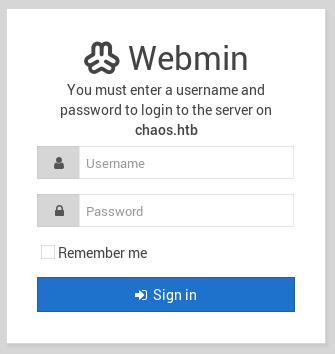 Webmin
You must enter a username and
password to login to the server on
chaos.htb
Username
Password
Remember me
Sign in